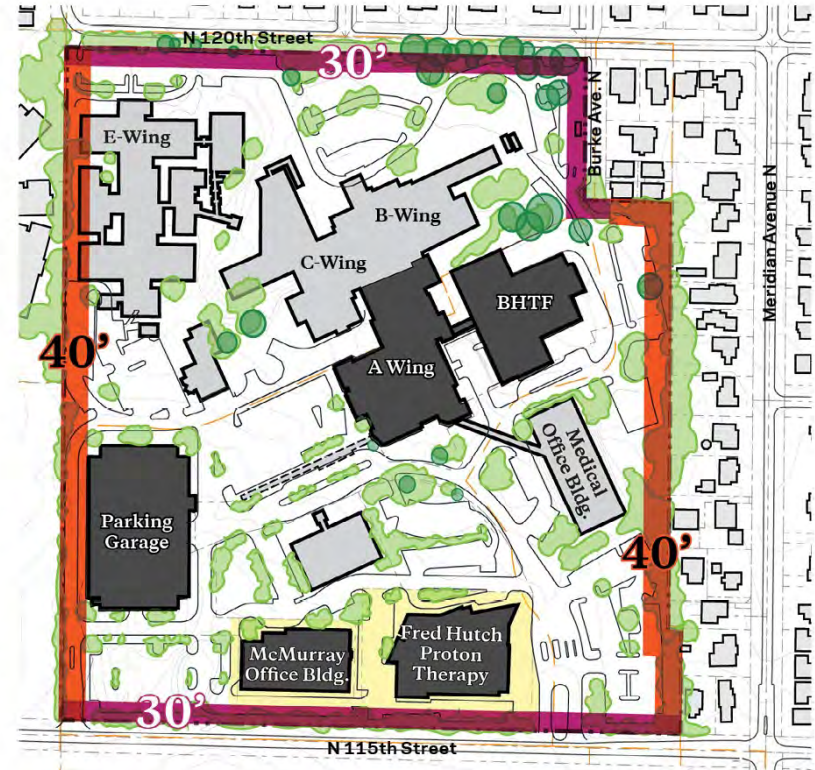 N 120th Street
30'
Burke Ave. N
E-Wing
B-Wing
Meridian Avenue N
C-Wing
BHTF
40'
A Wing
Medical
Office Bldg.
Parking
Garage
40'
Fred Hutch
Proton
Therapy
McMurray
Office Bldg.
30'
N 115th Street